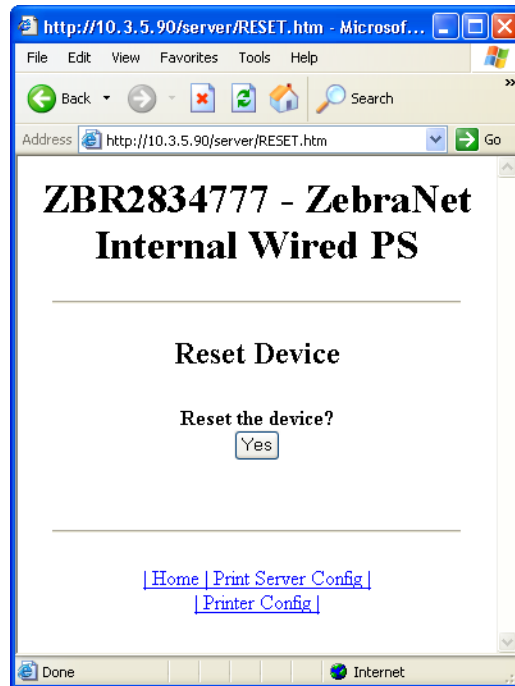 http://10.3.5.90/server/RESET.htm - Microsof...
File Edit View Favorites Tools Help
Back Search »
Address http://10.3.5.90/server/RESET.htm Go
ZBR2834777 - ZebraNet
Internal Wired PS
Reset Device
Reset the device?
Yes
| Home | Print Server Config |
| Printer Config |
Done Internet